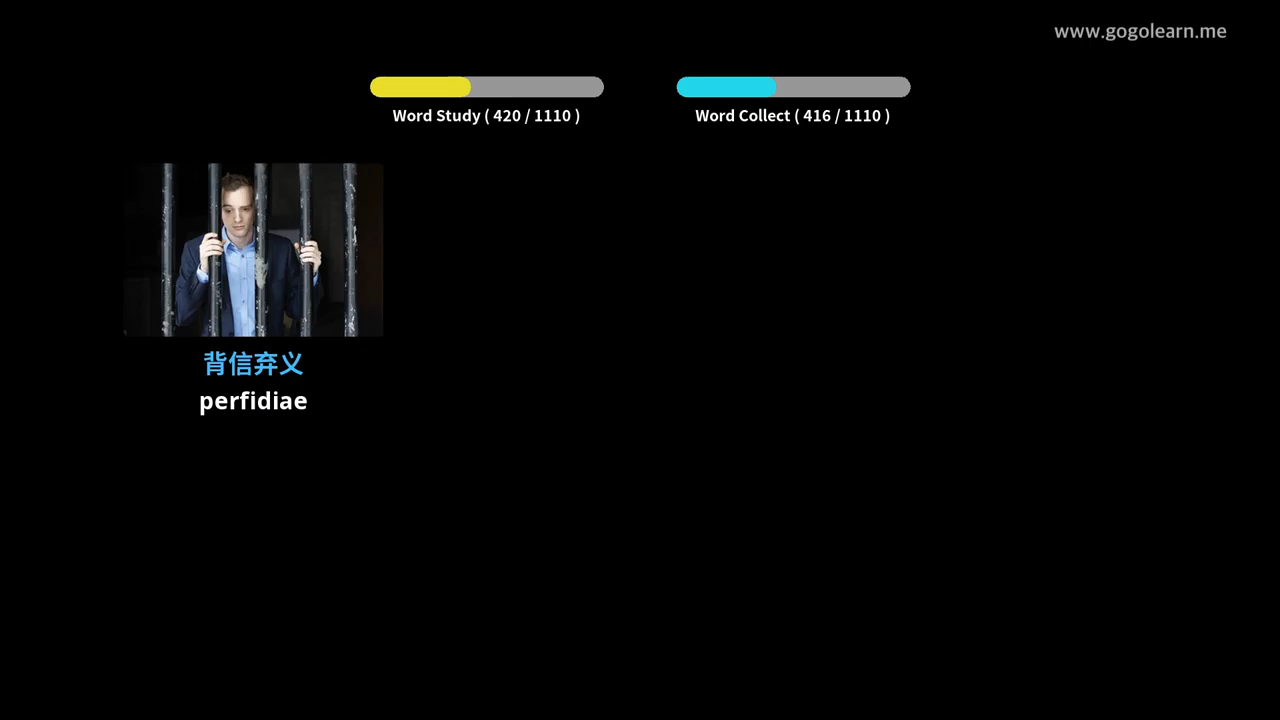 www.gogolearn.me
Word Study ( 420 / 1110 )
Word Collect ( 416 / 1110 )
背信弃义
perfidiae